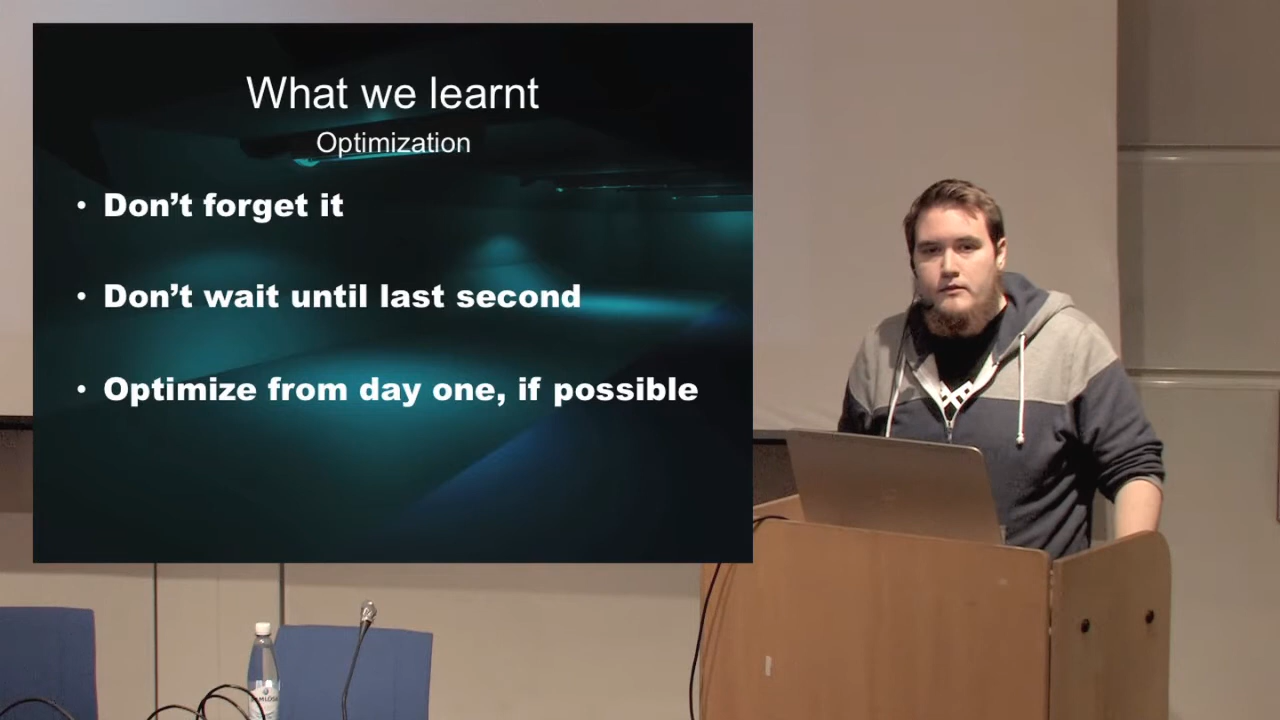 What we learnt
Optimization
• Don’t forget it
• Don’t wait until last second
• Optimize from day one, if possible